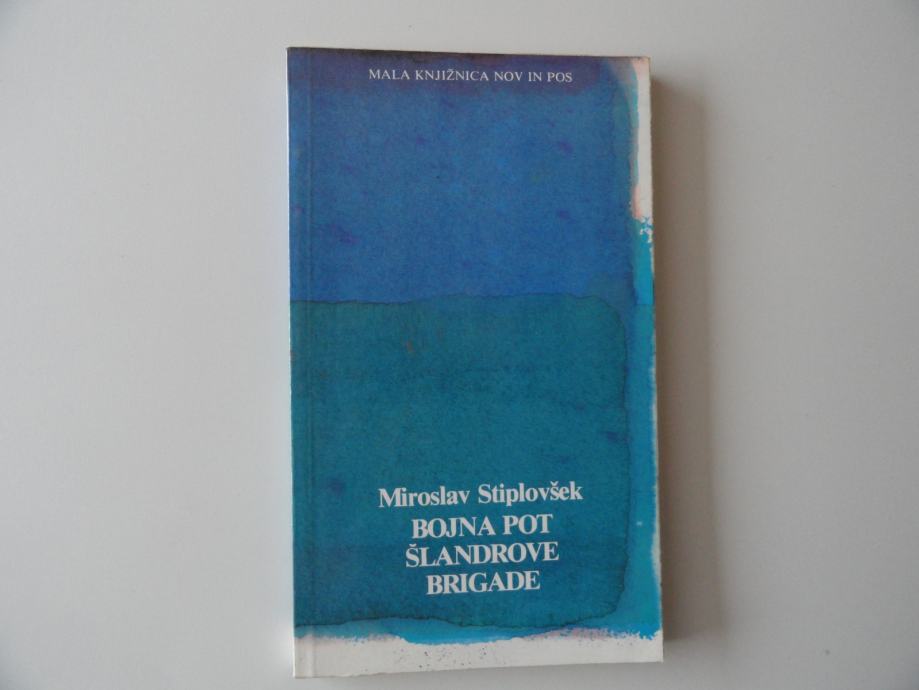 MALA KNJIŽNICA NOV IN POS
Miroslav Stiplovšek
BOJNA POT
ŠLANDROVE
BRIGADE